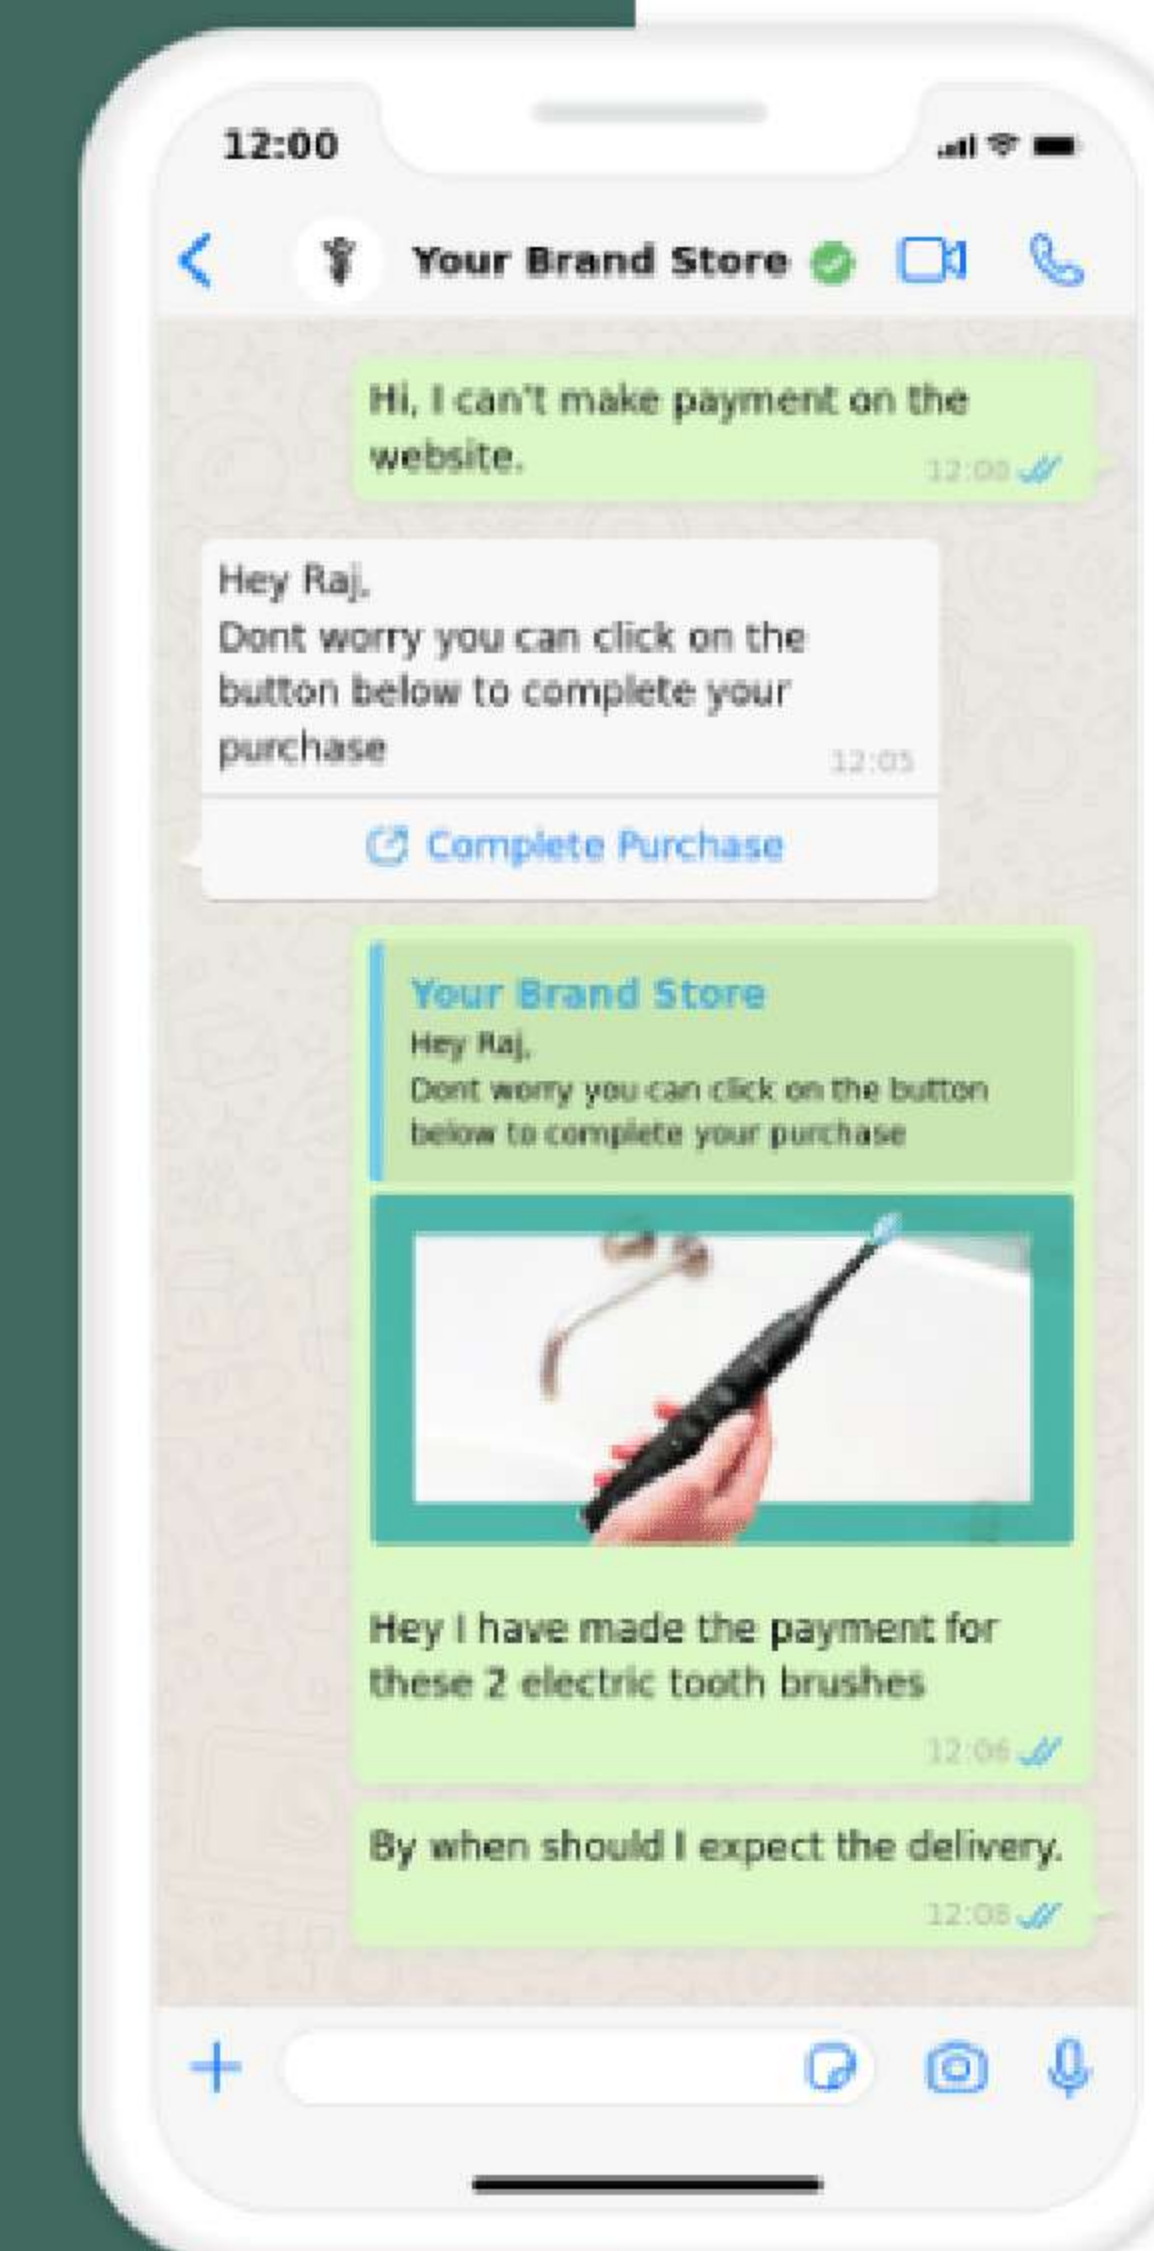 12:00
Your Brand Store
Hi, I can't make payment on the
website.
12:00
Hey Raj,
Dont worry you can click on the
button below to complete your
purchase
12:05
Complete Purchase
Your Brand Store
Hey Raj,
Dont worry you can click on the button
below to complete your purchase
Hey I have made the payment for
these 2 electric tooth brushes
12:06
By when should I expect the delivery.
12:08